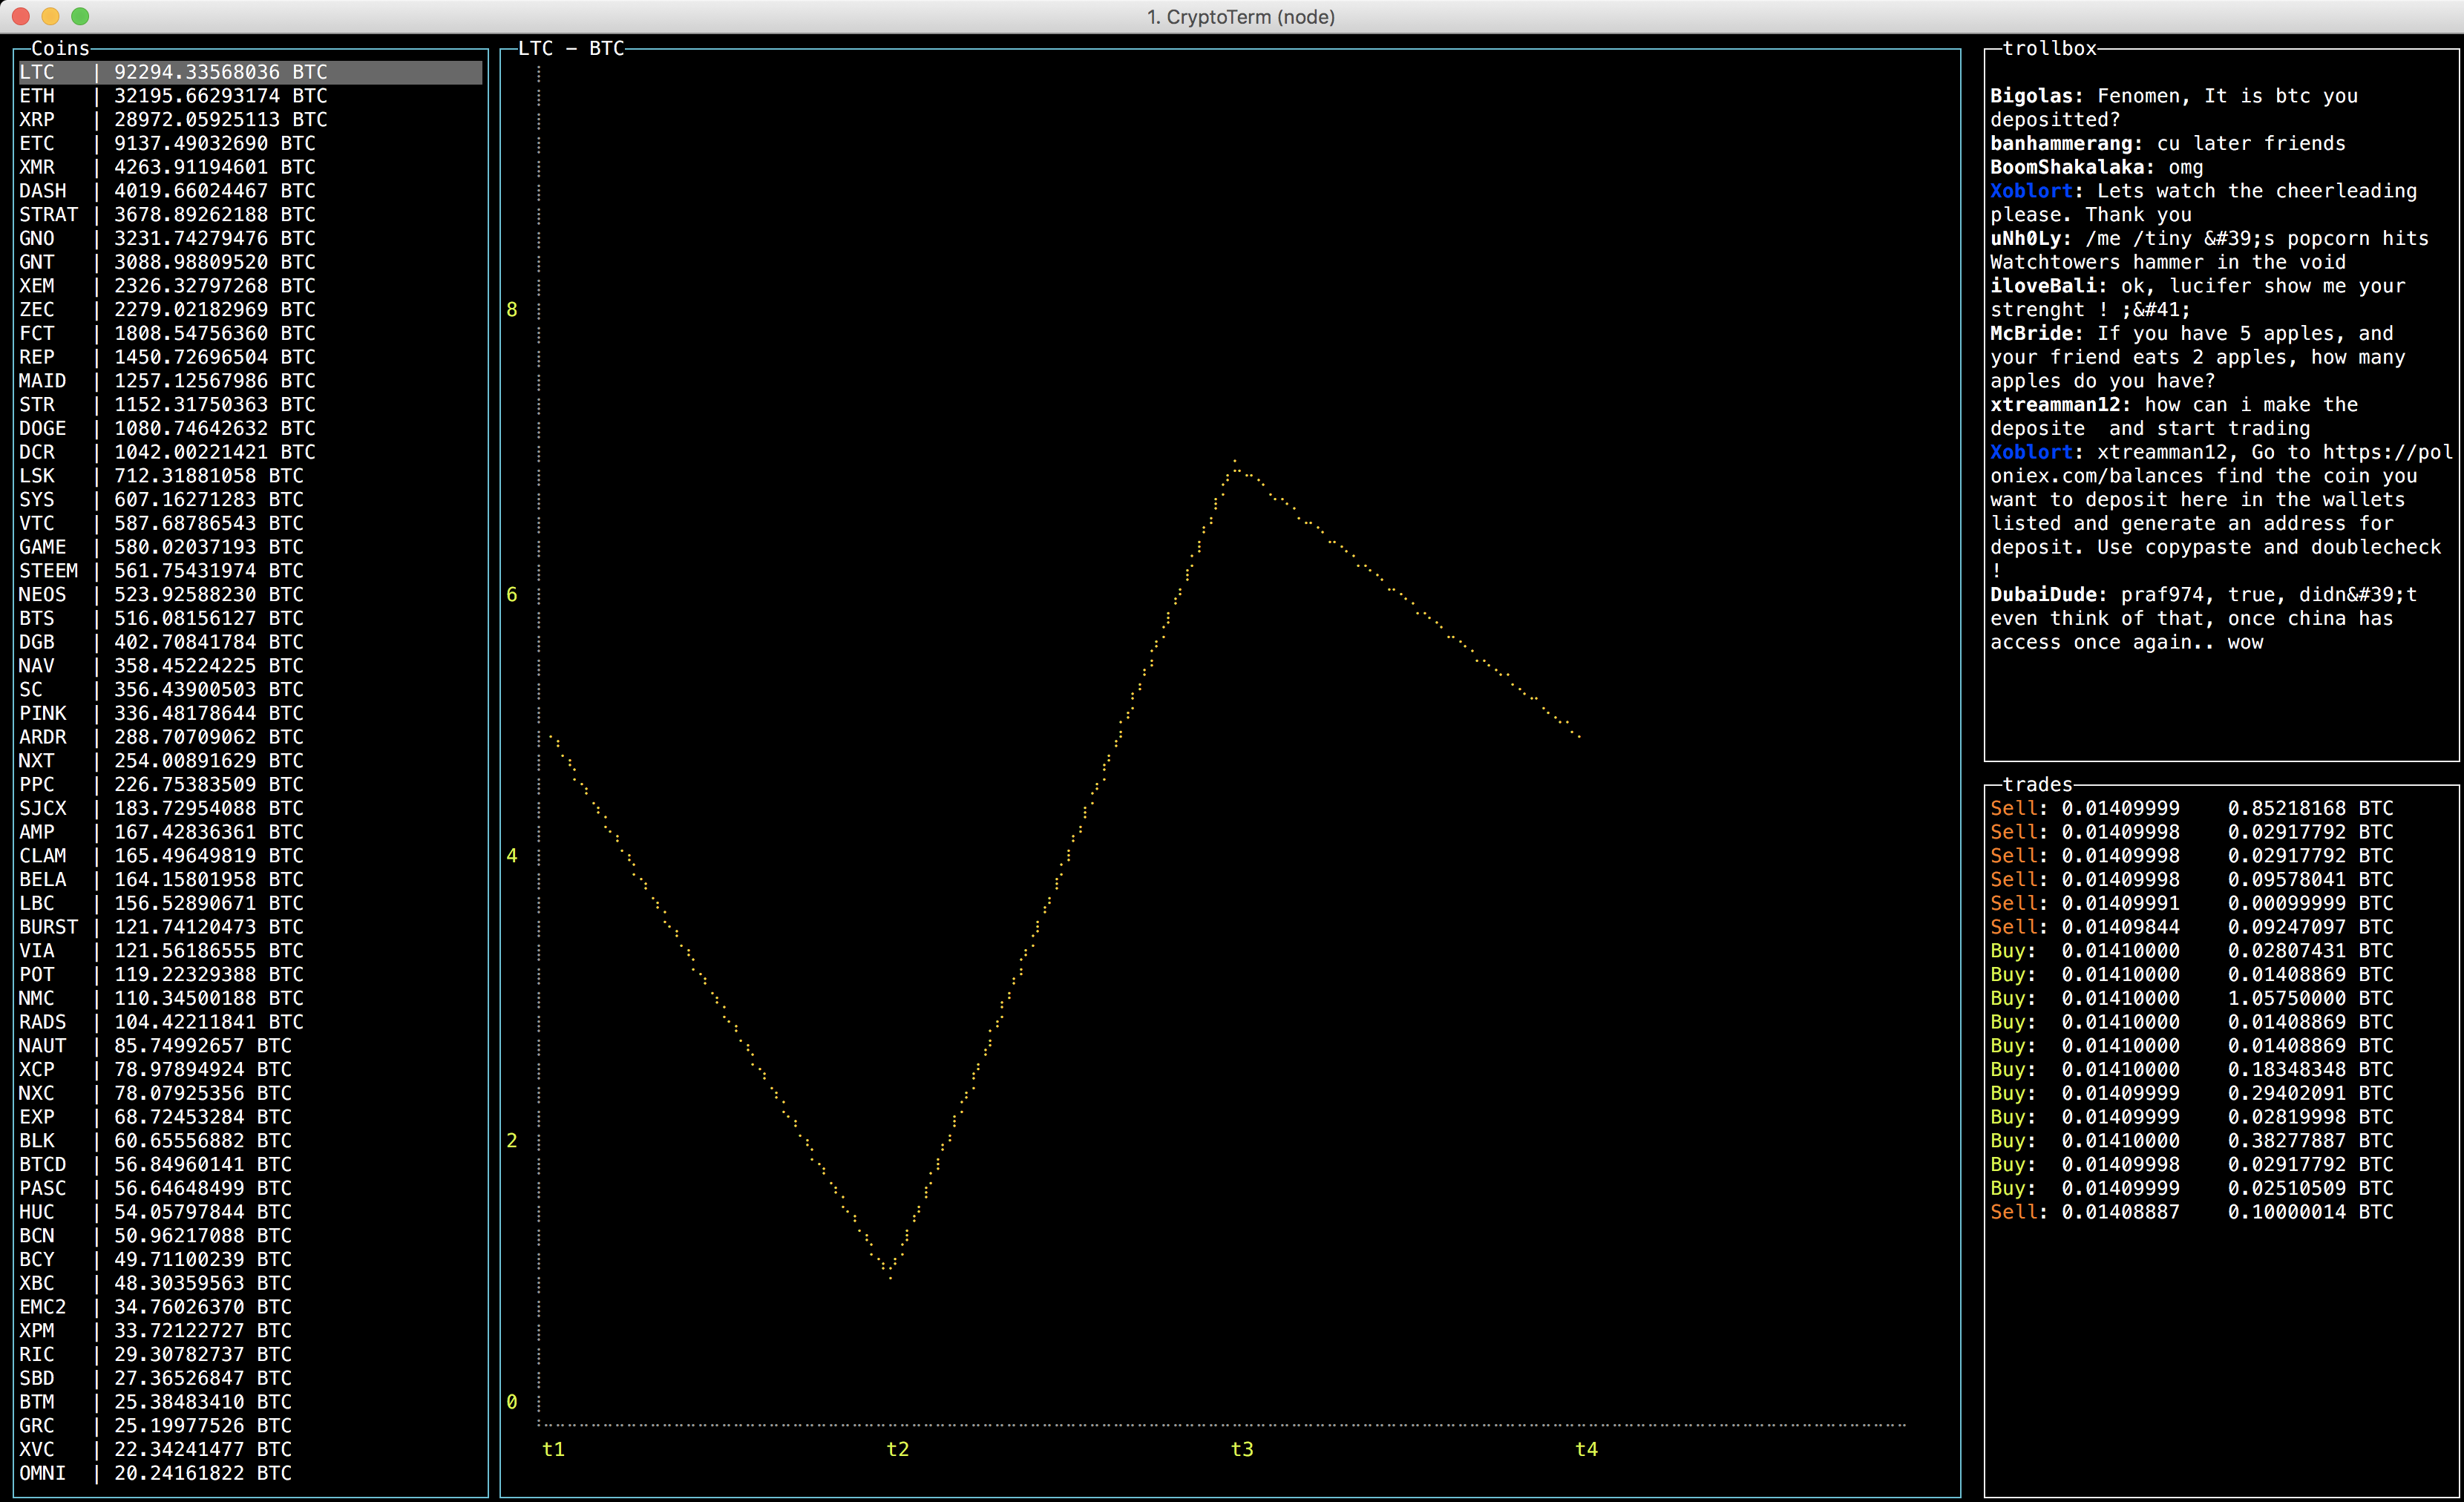 1. CryptoTerm (node)
Coins
LTC | 92294.33568036 BTC
ETH | 32195.66293174 BTC
XRP | 28972.05925113 BTC
ETC | 9137.49032690 BTC
XMR | 4263.91194601 BTC
DASH | 4019.66024467 BTC
STRAT | 3678.89262188 BTC
GNO | 3231.74279476 BTC
GNT | 3088.98809520 BTC
XEM | 2326.32797268 BTC
ZEC | 2279.02182969 BTC
FCT | 1808.54756360 BTC
REP | 1450.72696504 BTC
MAID | 1257.12567986 BTC
STR | 1152.31750363 BTC
DOGE | 1080.74642632 BTC
DCR | 1042.00221421 BTC
LSK | 712.31881058 BTC
SYS | 607.16271283 BTC
VTC | 587.68786543 BTC
GAME | 580.02037193 BTC
STEEM | 561.75431974 BTC
NEOS | 523.92588230 BTC
BTS | 516.08156127 BTC
DGB | 402.70841784 BTC
NAV | 358.45224225 BTC
SC | 356.43900503 BTC
PINK | 336.48178644 BTC
ARDR | 288.70709062 BTC
NXT | 254.00891629 BTC
PPC | 226.75383509 BTC
SJCX | 183.72954088 BTC
AMP | 167.42836361 BTC
CLAM | 165.49649819 BTC
BELA | 164.15801958 BTC
LBC | 156.52890671 BTC
BURST | 121.74120473 BTC
VIA | 121.56186555 BTC
POT | 119.22329388 BTC
NMC | 110.34500188 BTC
RADS | 104.42211841 BTC
NAUT | 85.74992657 BTC
XCP | 78.97894924 BTC
NXC | 78.07925356 BTC
EXP | 68.72453284 BTC
BLK | 60.65556882 BTC
BTCD | 56.84960141 BTC
PASC | 56.64648499 BTC
HUC | 54.05797844 BTC
BCN | 50.96217088 BTC
BCY | 49.71100239 BTC
XBC | 48.30359563 BTC
EMC2 | 34.76026370 BTC
XPM | 33.72122727 BTC
RIC | 29.30782737 BTC
SBD | 27.36526847 BTC
BTM | 25.38483410 BTC
GRC | 25.19977526 BTC
XVC | 22.34241477 BTC
OMNI | 20.24161822 BTC
LTC – BTC
8
6
4
2
0
t1 t2 t3 t4
trollbox
Bigolas: Fenomen, It is btc you
depositted?
banhammerang: cu later friends
BoomShakalaka: omg
Xoblort: Lets watch the cheerleading
please. Thank you
uNh0Ly: /me /tiny &#39;s popcorn hits
Watchtowers hammer in the void
iloveBali: ok, lucifer show me your
strenght ! ;&#41;
McBride: If you have 5 apples, and
your friend eats 2 apples, how many
apples do you have?
xtreamman12: how can i make the
deposite  and start trading
Xoblort: xtreamman12, Go to https://pol
oniex.com/balances find the coin you
want to deposit here in the wallets
listed and generate an address for
deposit. Use copypaste and doublecheck
!
DubaiDude: praf974, true, didn&#39;t
even think of that, once china has
access once again.. wow
trades
Sell: 0.01409999 0.85218168 BTC
Sell: 0.01409998 0.02917792 BTC
Sell: 0.01409998 0.02917792 BTC
Sell: 0.01409998 0.09578041 BTC
Sell: 0.01409991 0.00099999 BTC
Sell: 0.01409844 0.09247097 BTC
Buy: 0.01410000 0.02807431 BTC
Buy: 0.01410000 0.01408869 BTC
Buy: 0.01410000 1.05750000 BTC
Buy: 0.01410000 0.01408869 BTC
Buy: 0.01410000 0.01408869 BTC
Buy: 0.01410000 0.18348348 BTC
Buy: 0.01409999 0.29402091 BTC
Buy: 0.01409999 0.02819998 BTC
Buy: 0.01410000 0.38277887 BTC
Buy: 0.01409998 0.02917792 BTC
Buy: 0.01409999 0.02510509 BTC
Sell: 0.01408887 0.10000014 BTC